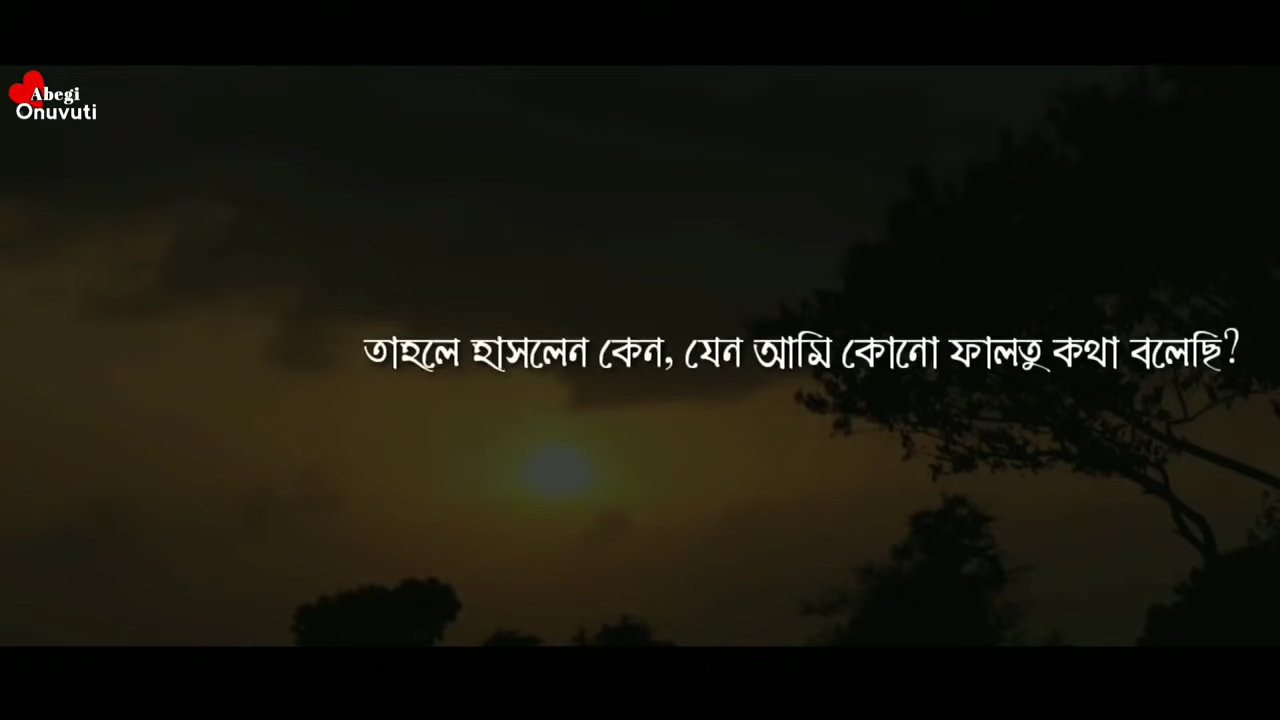 Abegi
Onuvuti
তাহলে হাসলেন কেন, যেন আমি কোনো ফালতু কথা বলেছি?